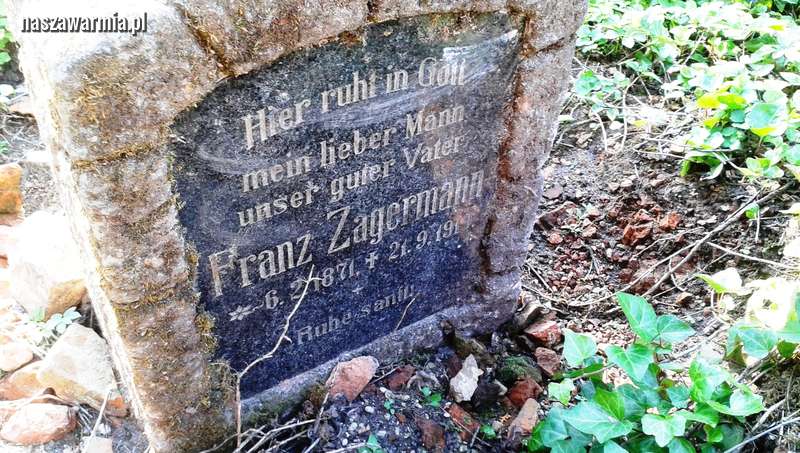 naszawarmia.pl
Hier ruht in Gott
mein lieber Mann
unser guter Vater
Franz Zagermann
* 6. 2. 1871, + 21. 9. 19
+
Ruhe sanft.